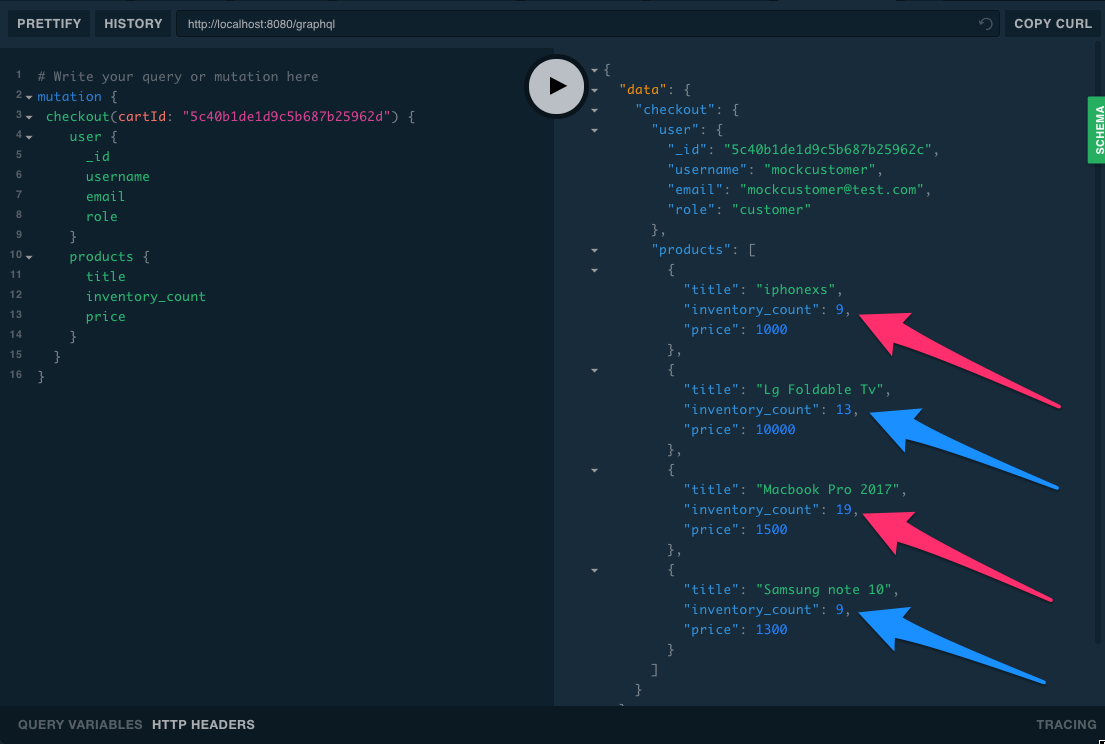 PRETTIFY HISTORY http://localhost:8080/graphql COPY CURL
1 # Write your query or mutation here
2 mutation {
3 checkout(cartId: "5c40b1de1d9c5b687b25962d") {
4 user {
5 _id
6 username
7 email
8 role
9 }
10 products {
11 title
12 inventory_count
13 price
14 }
15 }
16 }
{
"data": {
"checkout": {
"user": {
"_id": "5c40b1de1d9c5b687b25962c",
"username": "mockcustomer",
"email": "mockcustomer@test.com",
"role": "customer"
},
"products": [
{
"title": "iphonexs",
"inventory_count": 9,
"price": 1000
},
{
"title": "Lg Foldable Tv",
"inventory_count": 13,
"price": 10000
},
{
"title": "Macbook Pro 2017",
"inventory_count": 19,
"price": 1500
},
{
"title": "Samsung note 10",
"inventory_count": 9,
"price": 1300
}
]
}
SCHEMA
QUERY VARIABLES HTTP HEADERS TRACING